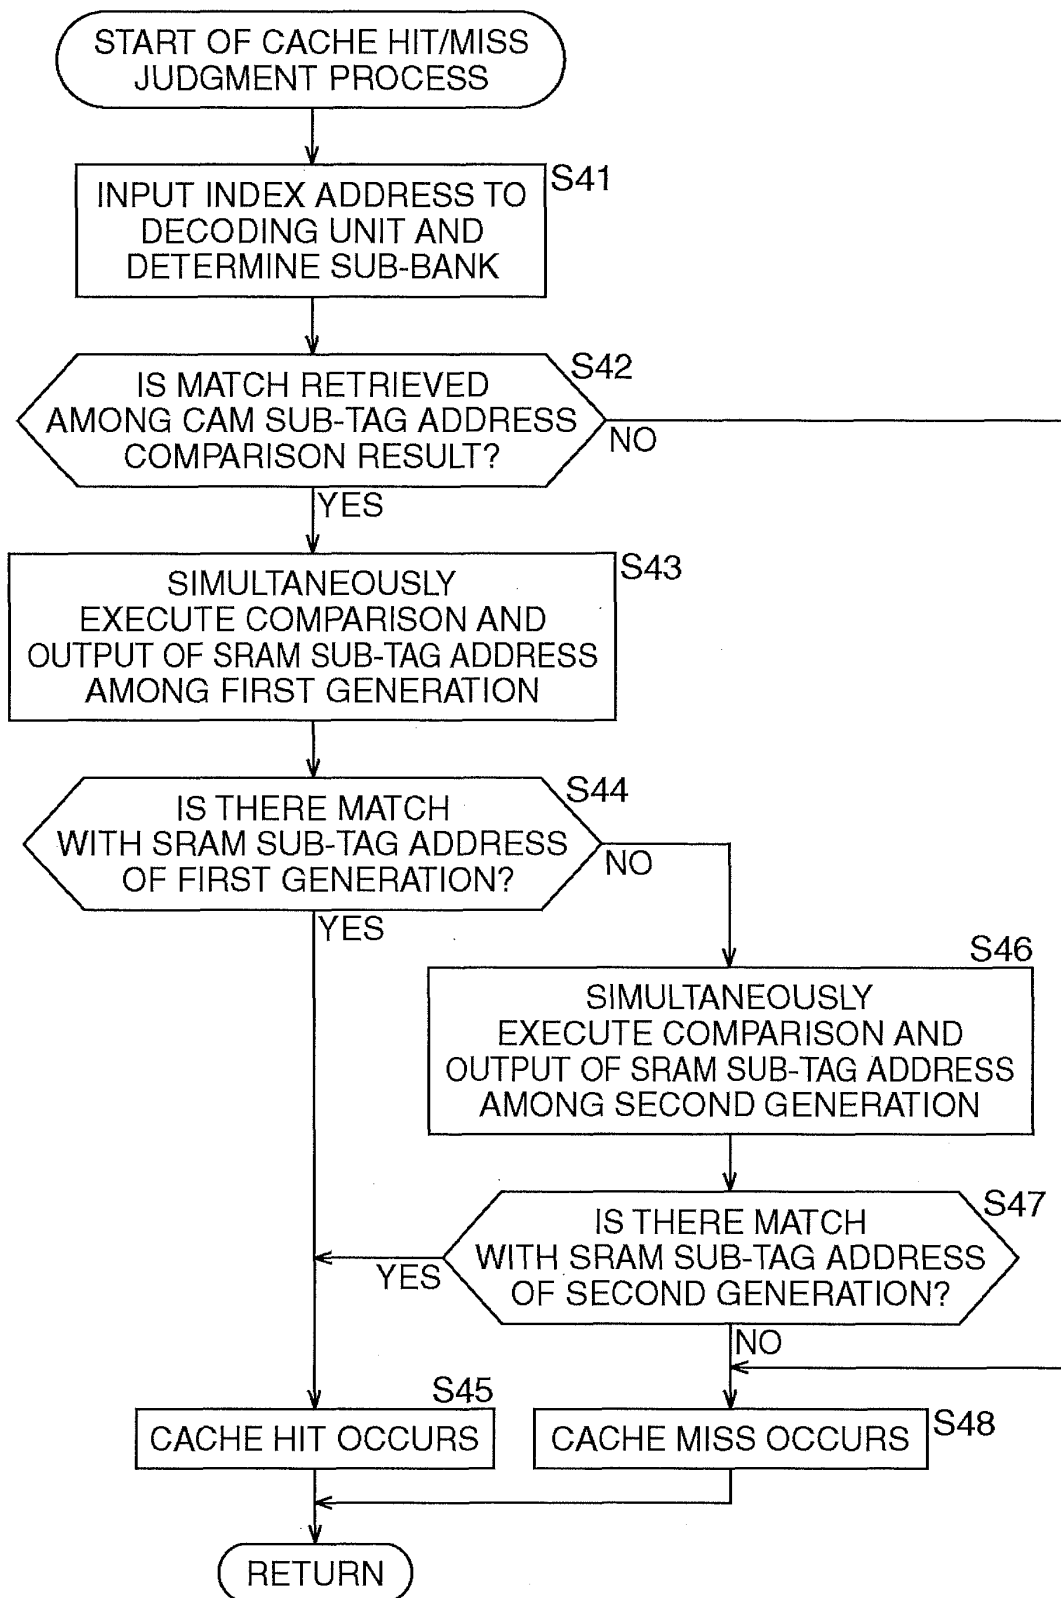 START OF CACHE HIT/MISS
JUDGMENT PROCESS
S41
INPUT INDEX ADDRESS TO
DECODING UNIT AND
DETERMINE SUB-BANK
S42
IS MATCH RETRIEVED
AMONG CAM SUB-TAG ADDRESS
COMPARISON RESULT?
NO
YES
S43
SIMULTANEOUSLY
EXECUTE COMPARISON AND
OUTPUT OF SRAM SUB-TAG ADDRESS
AMONG FIRST GENERATION
S44
IS THERE MATCH
WITH SRAM SUB-TAG ADDRESS
OF FIRST GENERATION?
NO
YES
S46
SIMULTANEOUSLY
EXECUTE COMPARISON AND
OUTPUT OF SRAM SUB-TAG ADDRESS
AMONG SECOND GENERATION
S47
IS THERE MATCH
WITH SRAM SUB-TAG ADDRESS
OF SECOND GENERATION?
YES
NO
S45
CACHE HIT OCCURS
S48
CACHE MISS OCCURS
RETURN